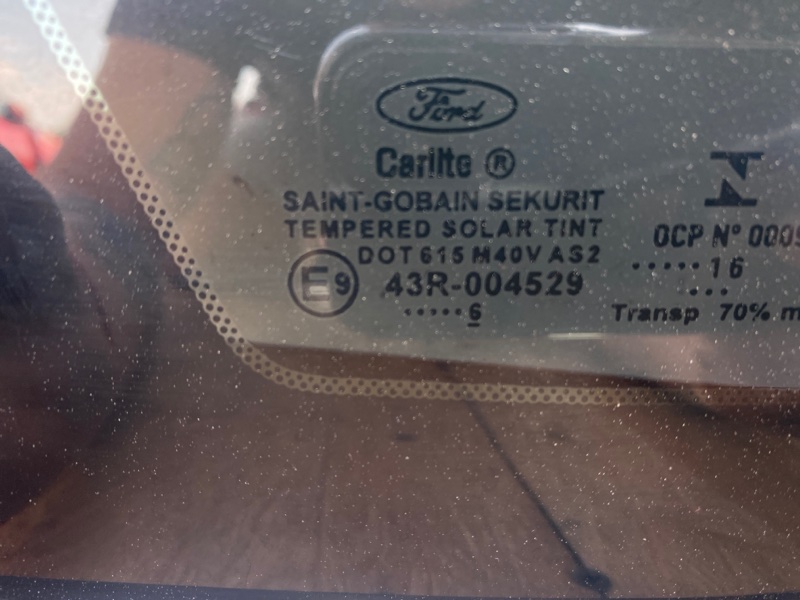 Ford
Carlite ®
SAINT-GOBAIN SEKURIT
TEMPERED SOLAR TINT
DOT 615 M40V AS2
E9 43R-004529
·····6
OCP Nº 0009
·····16
···
Transp 70% m